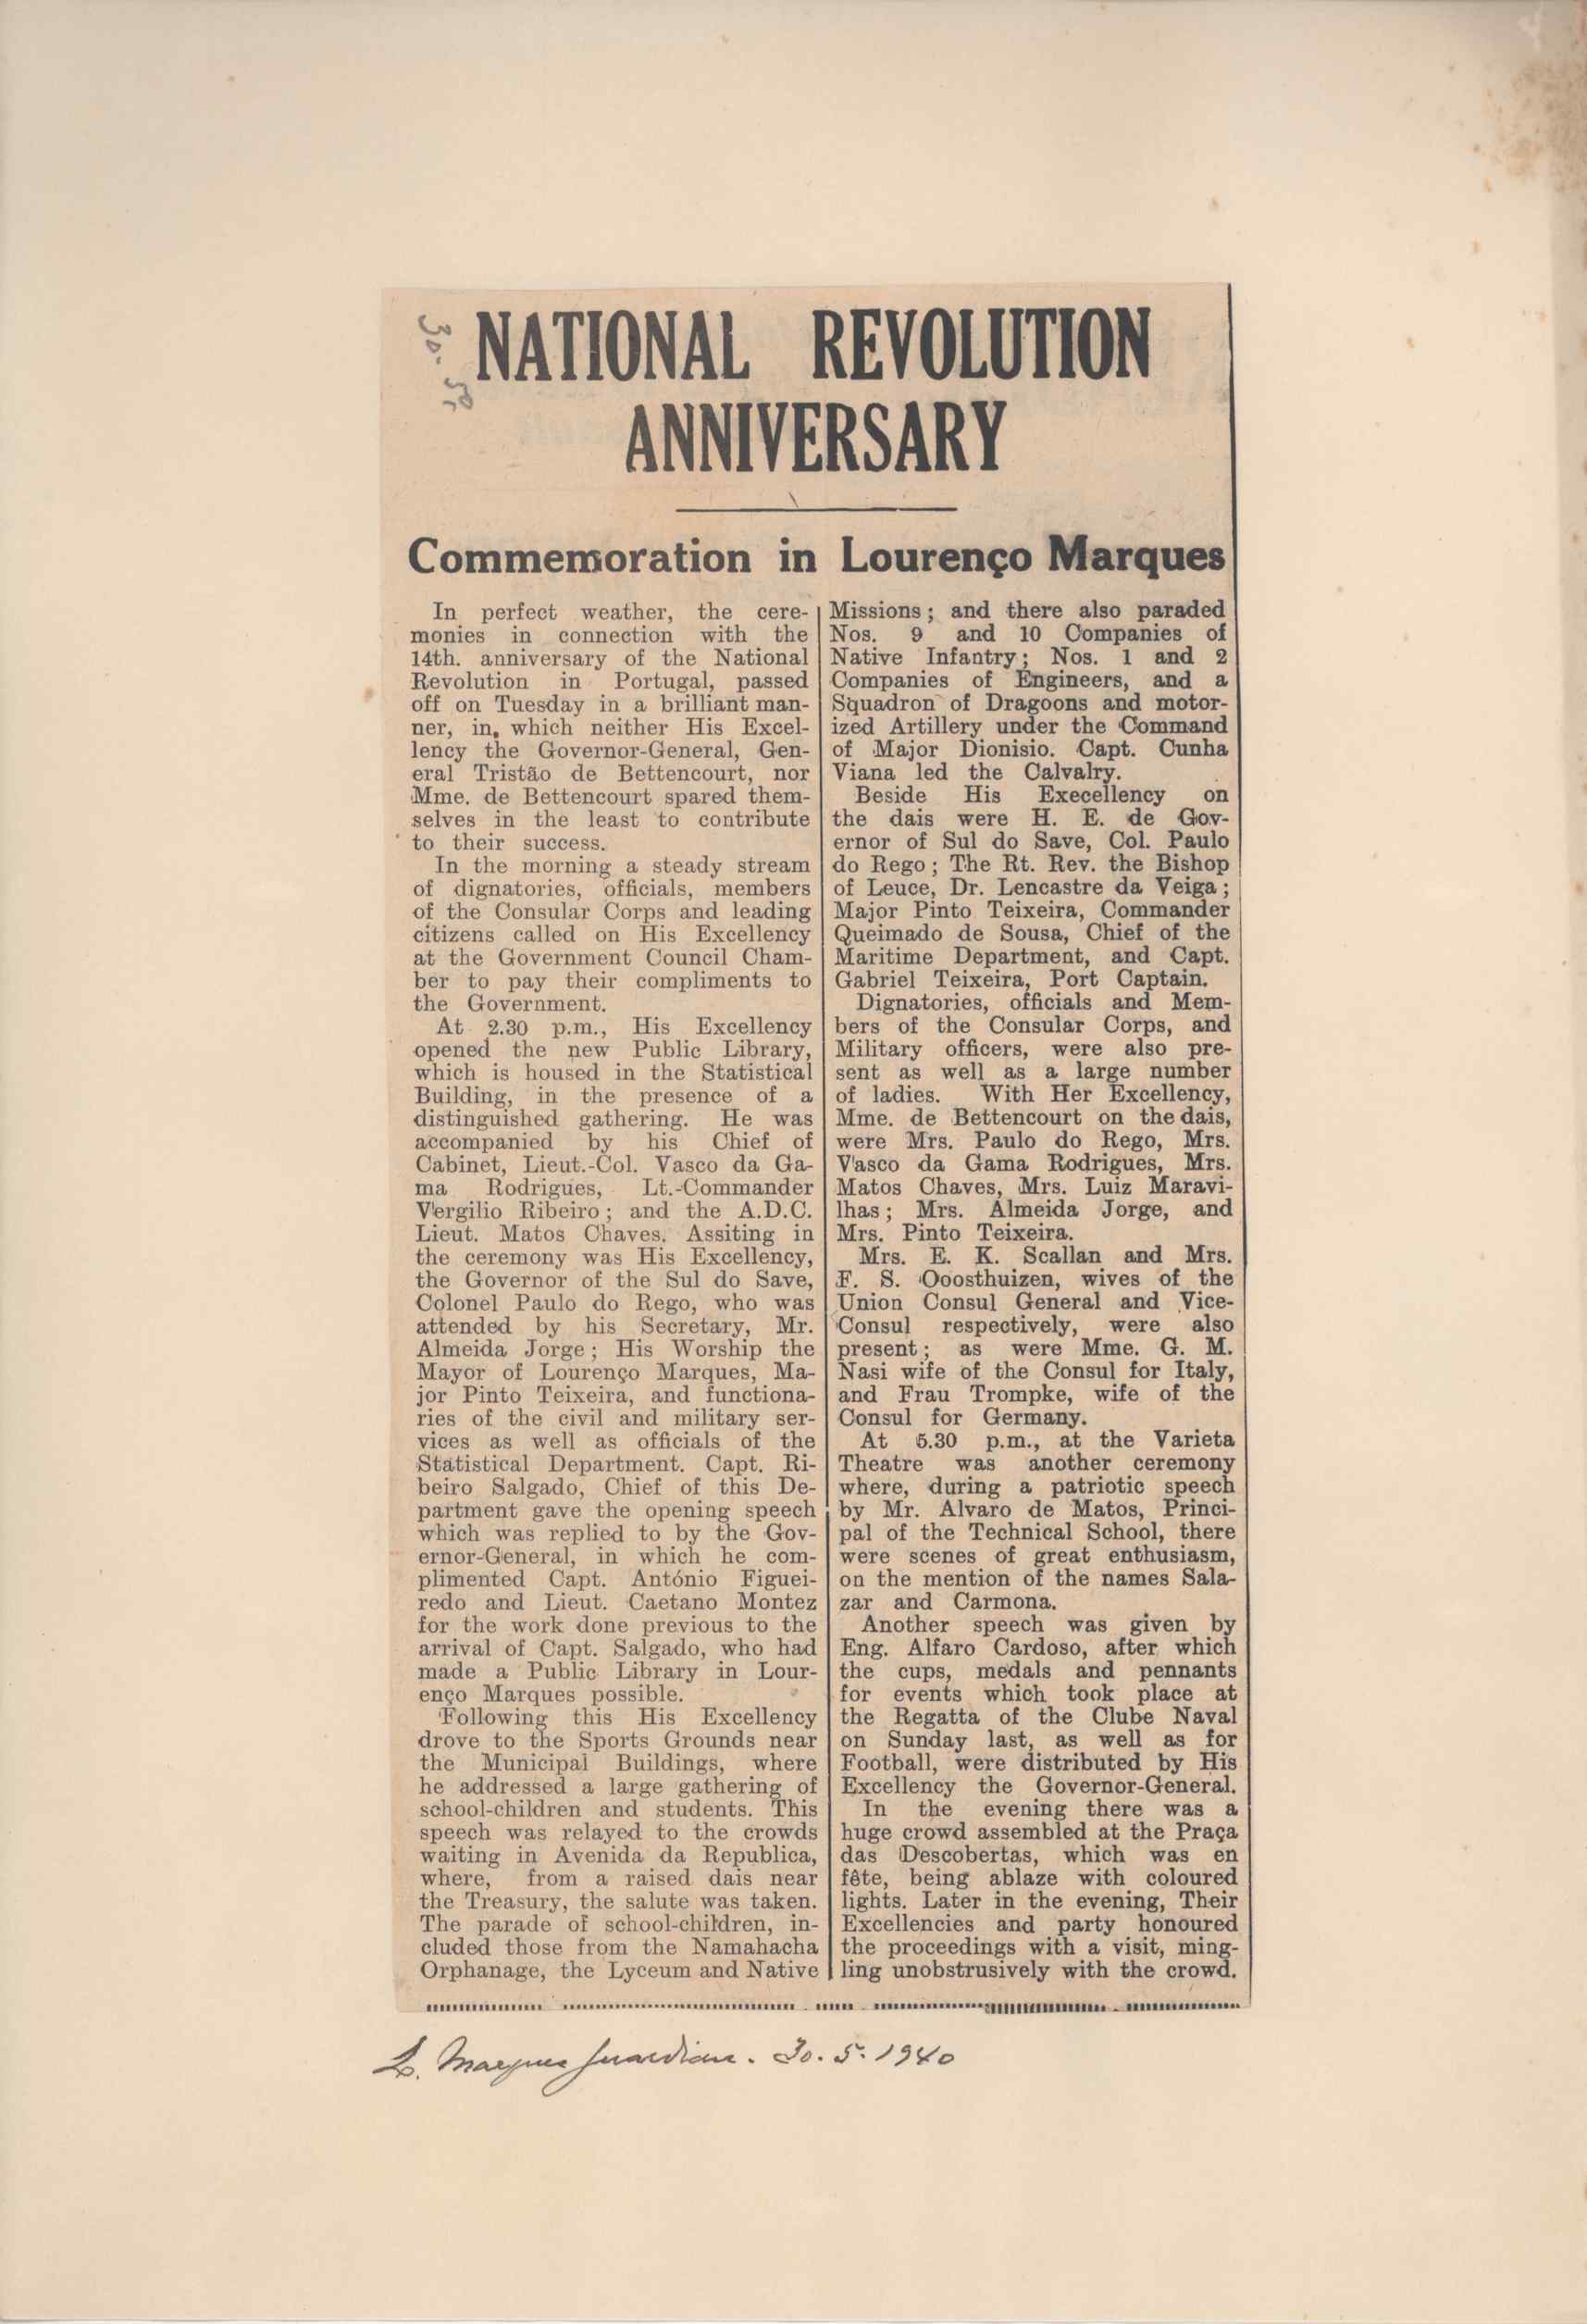 30.5.
NATIONAL REVOLUTION
ANNIVERSARY
Commemoration in Lourenço Marques
In perfect weather, the cere-
monies in connection with the
14th. anniversary of the National
Revolution in Portugal, passed
off on Tuesday in a brilliant man-
ner, in, which neither His Excel-
lency the Governor-General, Gen-
eral Tristão de Bettencourt, nor
Mme. de Bettencourt spared them-
selves in the least to contribute
to their success.
In the morning a steady stream
of dignatories, officials, members
of the Consular Corps and leading
citizens called on His Excellency
at the Government Council Cham-
ber to pay their compliments to
the Government.
At 2.30 p.m., His Excellency
opened the new Public Library,
which is housed in the Statistical
Building, in the presence of a
distinguished gathering. He was
accompanied by his Chief of
Cabinet, Lieut.-Col. Vasco da Ga-
ma Rodrigues, Lt.-Commander
Vergilio Ribeiro; and the A.D.C.
Lieut. Matos Chaves. Assiting in
the ceremony was His Excellency,
the Governor of the Sul do Save,
Colonel Paulo do Rego, who was
attended by his Secretary, Mr.
Almeida Jorge; His Worship the
Mayor of Lourenço Marques, Ma-
jor Pinto Teixeira, and functiona-
ries of the civil and military ser-
vices as well as officials of the
Statistical Department. Capt. Ri-
beiro Salgado, Chief of this De-
partment gave the opening speech
which was replied to by the Gov-
ernor-General, in which he com-
plimented Capt. António Figuei-
redo and Lieut. Caetano Montez
for the work done previous to the
arrival of Capt. Salgado, who had
made a Public Library in Lour-
enço Marques possible.
Following this His Excellency
drove to the Sports Grounds near
the Municipal Buildings, where
he addressed a large gathering of
school-children and students. This
speech was relayed to the crowds
waiting in Avenida da Republica,
where, from a raised dais near
the Treasury, the salute was taken.
The parade of school-children, in-
cluded those from the Namahacha
Orphanage, the Lyceum and Native
Missions; and there also paraded
Nos. 9 and 10 Companies of
Native Infantry; Nos. 1 and 2
Companies of Engineers, and a
Squadron of Dragoons and motor-
ized Artillery under the Command
of Major Dionisio. Capt. Cunha
Viana led the Calvalry.
Beside His Execellency on
the dais were H. E. de Gov-
ernor of Sul do Save, Col. Paulo
do Rego; The Rt. Rev. the Bishop
of Leuce, Dr. Lencastre da Veiga;
Major Pinto Teixeira, Commander
Queimado de Sousa, Chief of the
Maritime Department, and Capt.
Gabriel Teixeira, Port Captain.
Dignatories, officials and Mem-
bers of the Consular Corps, and
Military officers, were also pre-
sent as well as a large number
of ladies. With Her Excellency,
Mme. de Bettencourt on the dais,
were Mrs. Paulo do Rego, Mrs.
Vasco da Gama Rodrigues, Mrs.
Matos Chaves, Mrs. Luiz Maravi-
lhas; Mrs. Almeida Jorge, and
Mrs. Pinto Teixeira.
Mrs. E. K. Scallan and Mrs.
F. S. Ooosthuizen, wives of the
Union Consul General and Vice-
Consul respectively, were also
present; as were Mme. G. M.
Nasi wife of the Consul for Italy,
and Frau Trompke, wife of the
Consul for Germany.
At 5.30 p.m., at the Varieta
Theatre was another ceremony
where, during a patriotic speech
by Mr. Alvaro de Matos, Princi-
pal of the Technical School, there
were scenes of great enthusiasm,
on the mention of the names Sala-
zar and Carmona.
Another speech was given by
Eng. Alfaro Cardoso, after which
the cups, medals and pennants
for events which took place at
the Regatta of the Clube Naval
on Sunday last, as well as for
Football, were distributed by His
Excellency the Governor-General.
In the evening there was a
huge crowd assembled at the Praça
das Descobertas, which was en
fête, being ablaze with coloured
lights. Later in the evening, Their
Excellencies and party honoured
the proceedings with a visit, ming-
ling unobstrusively with the crowd.
L. Marques Guardian. 30.5.1940